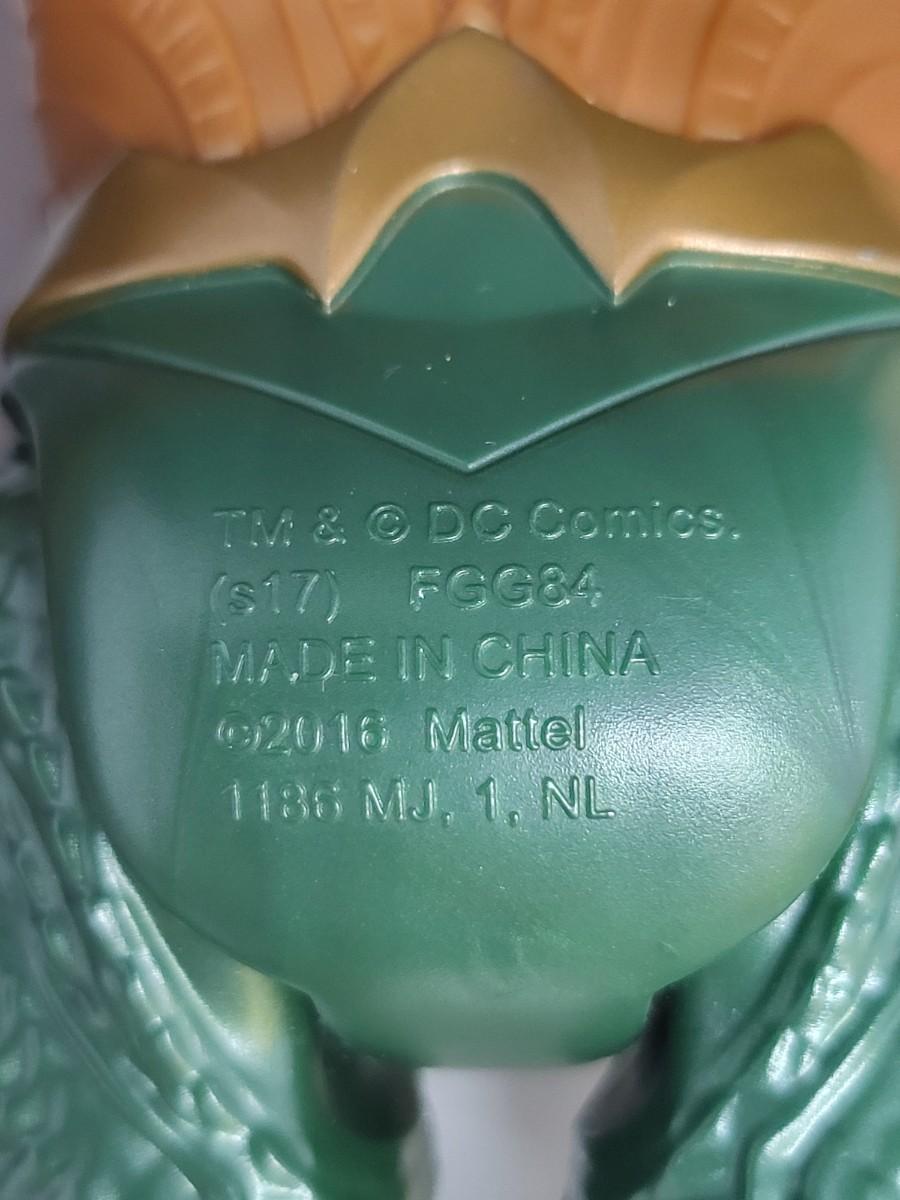 TM & © DC Comics.
(s17) FGG84
MADE IN CHINA
©2016 Mattel
1186 MJ, 1, NL